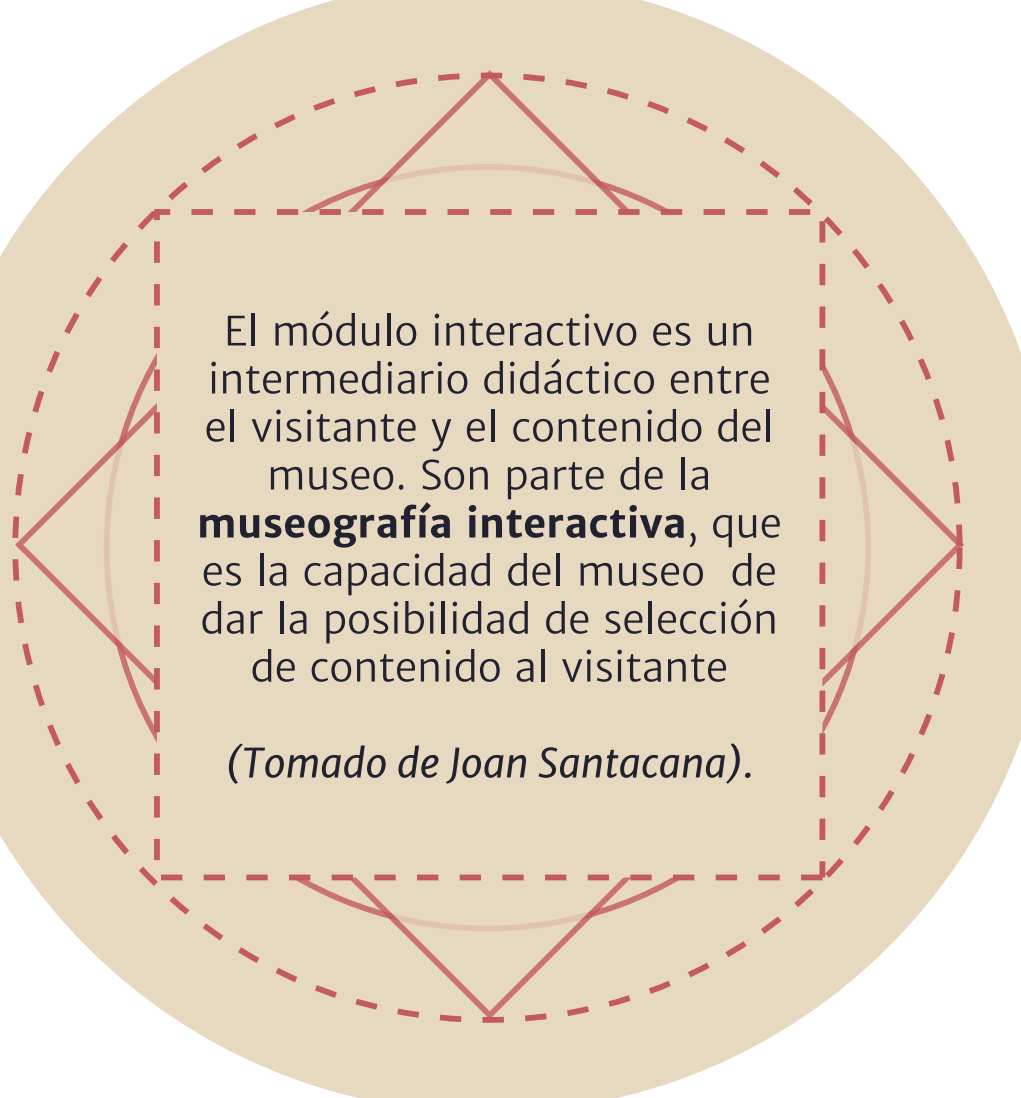 El módulo interactivo es un
intermediario didáctico entre
el visitante y el contenido del
museo. Son parte de la
museografía interactiva, que
es la capacidad del museo  de
dar la posibilidad de selección
de contenido al visitante
(Tomado de Joan Santacana).